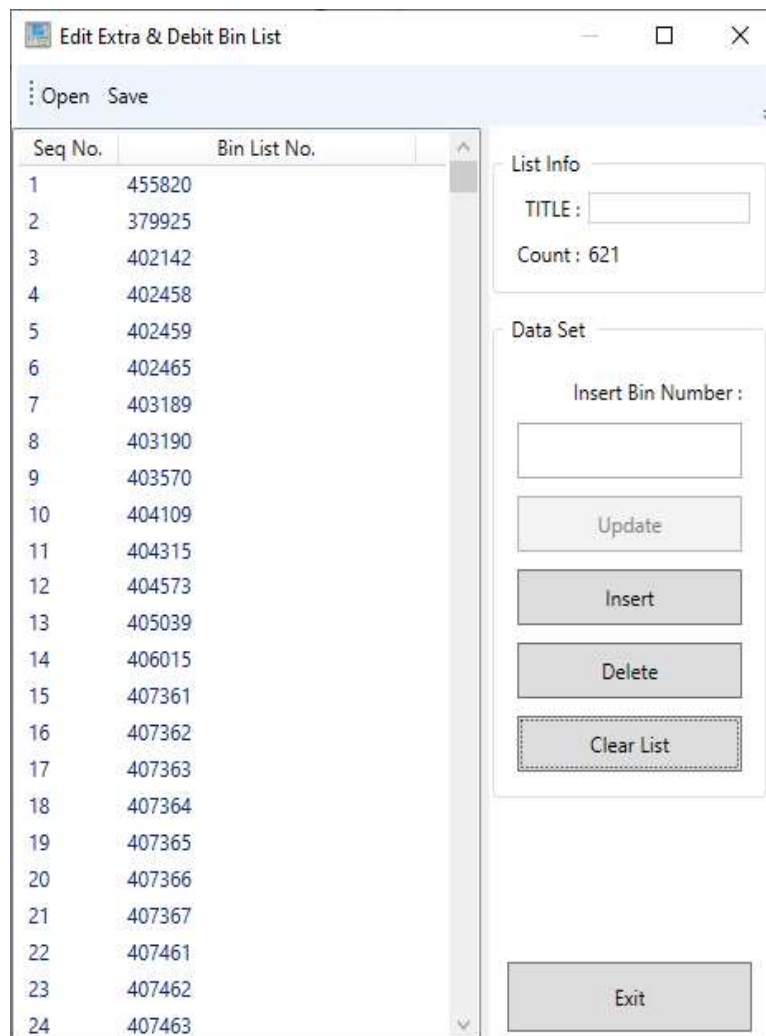 Edit Extra & Debit Bin List
Open Save
Seq No. Bin List No.
1 455820
2 379925
3 402142
4 402458
5 402459
6 402465
7 403189
8 403190
9 403570
10 404109
11 404315
12 404573
13 405039
14 406015
15 407361
16 407362
17 407363
18 407364
19 407365
20 407366
21 407367
22 407461
23 407462
24 407463
List Info
TITLE :
Count : 621
Data Set
Insert Bin Number :
Update
Insert
Delete
Clear List
Exit